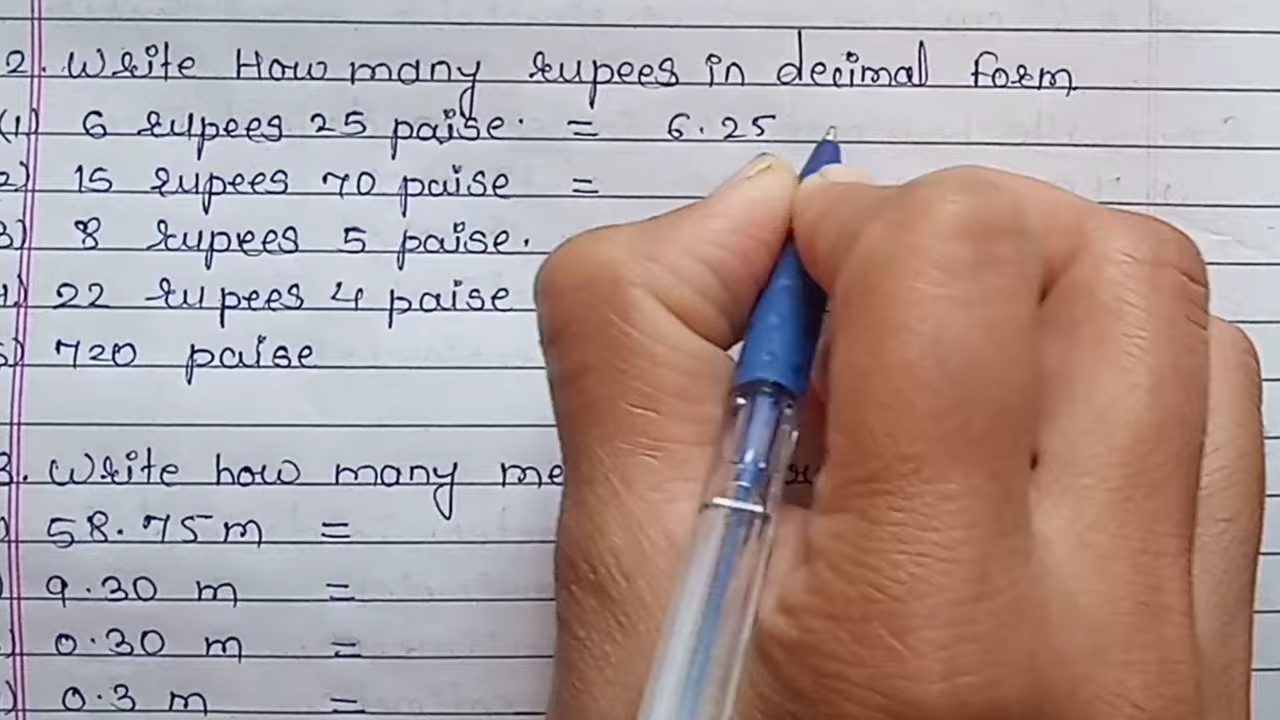 2. Write How many rupees in decimal form
(1) 6 rupees 25 paise. = 6.25
2) 15 rupees 70 paise =
3) 8 rupees 5 paise.
4) 22 rupees 4 paise
5) 720 paise
3. Write how many
) 58.75 m =
) 9.30 m =
) 0.30 m =
) 0.3 m =